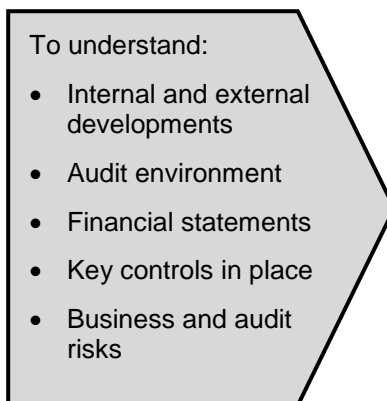 To understand:
• Internal and external
developments
• Audit environment
• Financial statements
• Key controls in place
• Business and audit
risks